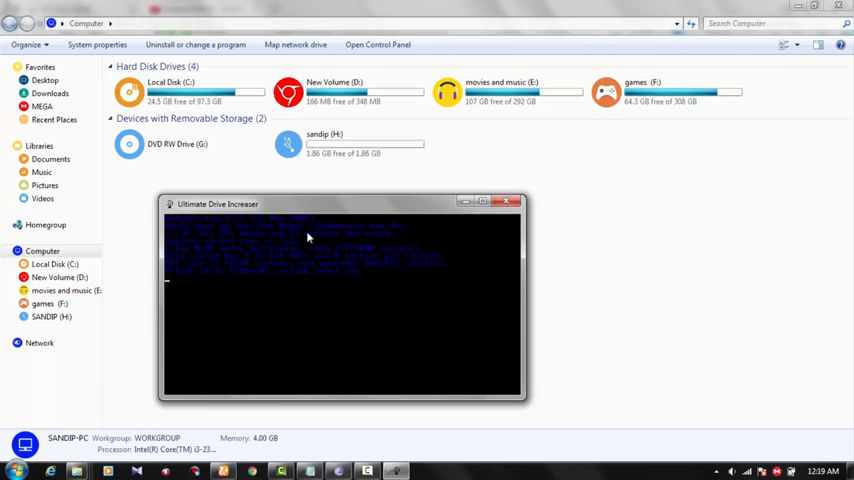 Computer
Search Computer
Organize
System properties
Uninstall or change a program
Map network drive
Open Control Panel
Favorites
Desktop
Downloads
MEGA
Recent Places
Libraries
Documents
Music
Pictures
Videos
Homegroup
Computer
Local Disk (C:)
New Volume (D:)
movies and music (E:
games (F:)
SANDIP (H:)
Network
Hard Disk Drives (4)
Local Disk (C:)
24.5 GB free of 97.3 GB
New Volume (D:)
166 MB free of 348 MB
movies and music (E:)
107 GB free of 292 GB
games (F:)
64.3 GB free of 308 GB
Devices with Removable Storage (2)
DVD RW Drive (G:)
sandip (H:)
1.86 GB free of 1.86 GB
Ultimate Drive Increaser
SANDIP-PC Workgroup: WORKGROUP Memory: 4.00 GB
Processor: Intel(R) Core(TM) i3-23...
12:19 AM